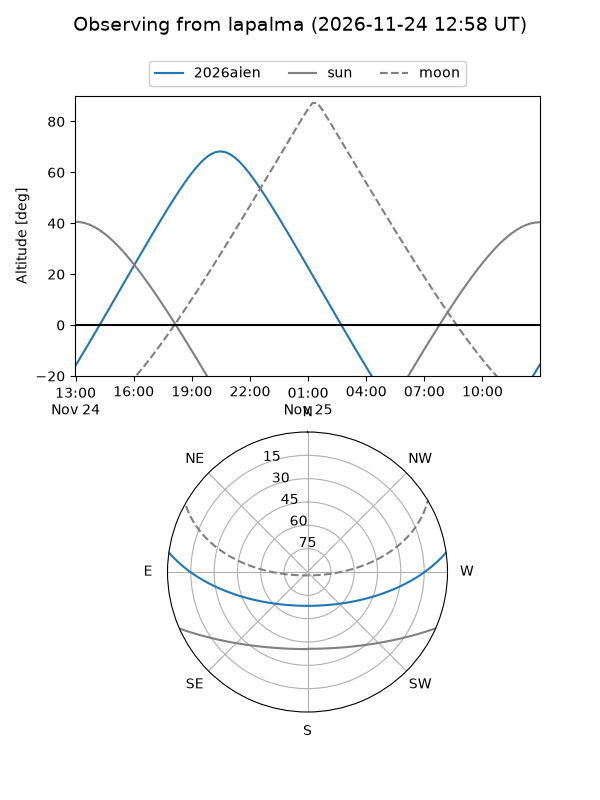 Observing from lapalma (2026-11-24 12:58 UT)
2026aien sun moon
Altitude [deg]
80
60
40
20
0
−20
13:00 16:00 19:00 22:00 01:00 04:00 07:00 10:00
Nov 24 Nov 25
N
NE NW
15
30
45
60
75
E W
SE SW
S